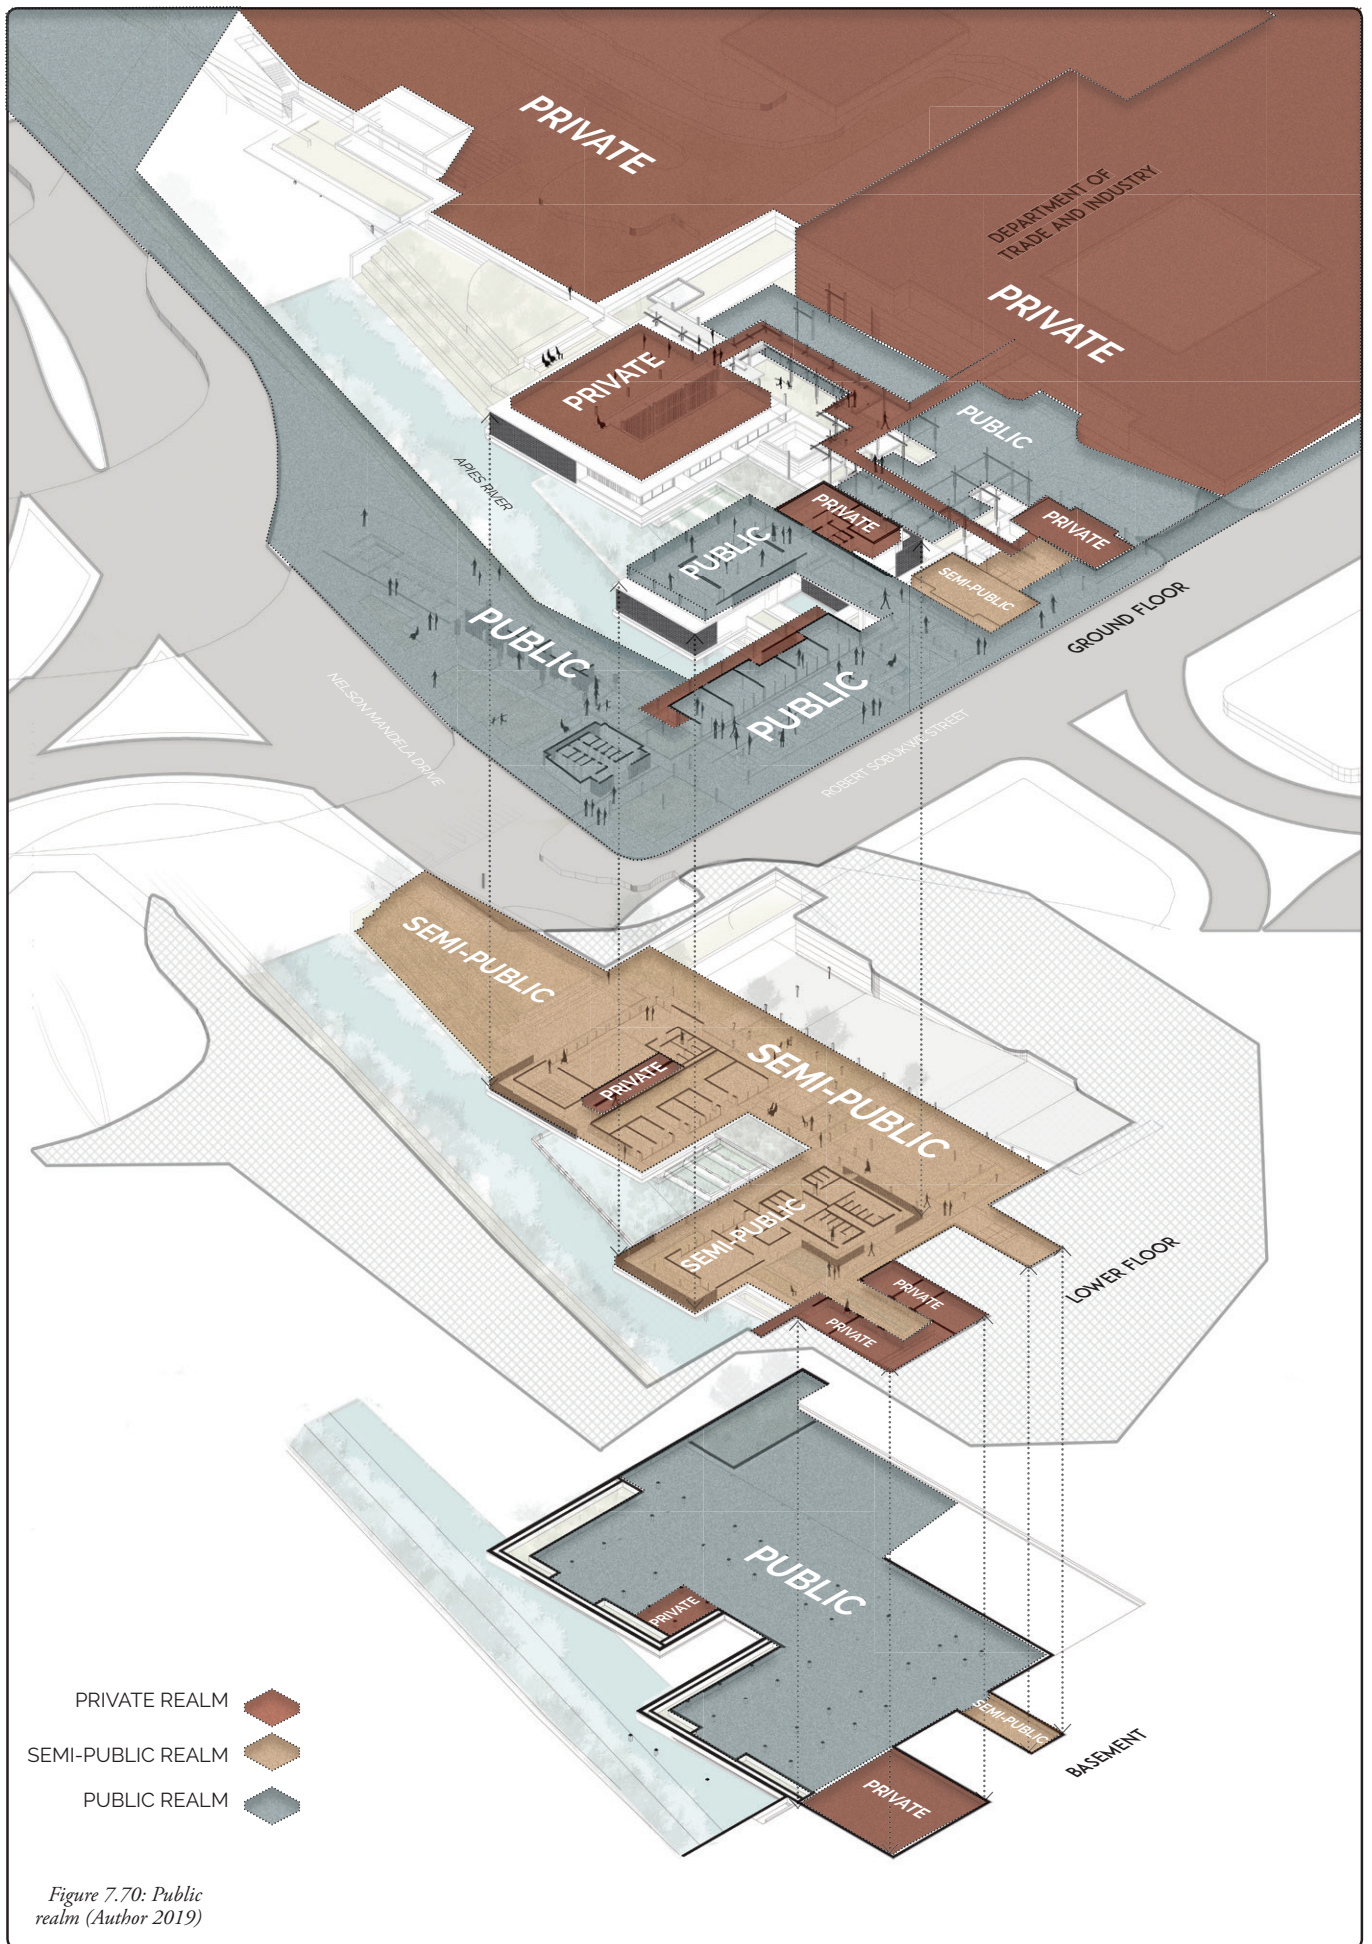 PRIVATE
DEPARTMENT OF
TRADE AND INDUSTRY
PRIVATE
PRIVATE
PUBLIC
APIES RIVER
PRIVATE
PRIVATE
PUBLIC
SEMI-PUBLIC
GROUND FLOOR
PUBLIC
PUBLIC
NELSON MANDELA DRIVE
ROBERT SOBUKWE STREET
SEMI-PUBLIC
SEMI-PUBLIC
PRIVATE
SEMI-PUBLIC
LOWER FLOOR
PRIVATE
PRIVATE
PUBLIC
PRIVATE
SEMI-PUBLIC
BASEMENT
PRIVATE
PRIVATE REALM
SEMI-PUBLIC REALM
PUBLIC REALM
Figure 7.70: Public
realm (Author 2019)